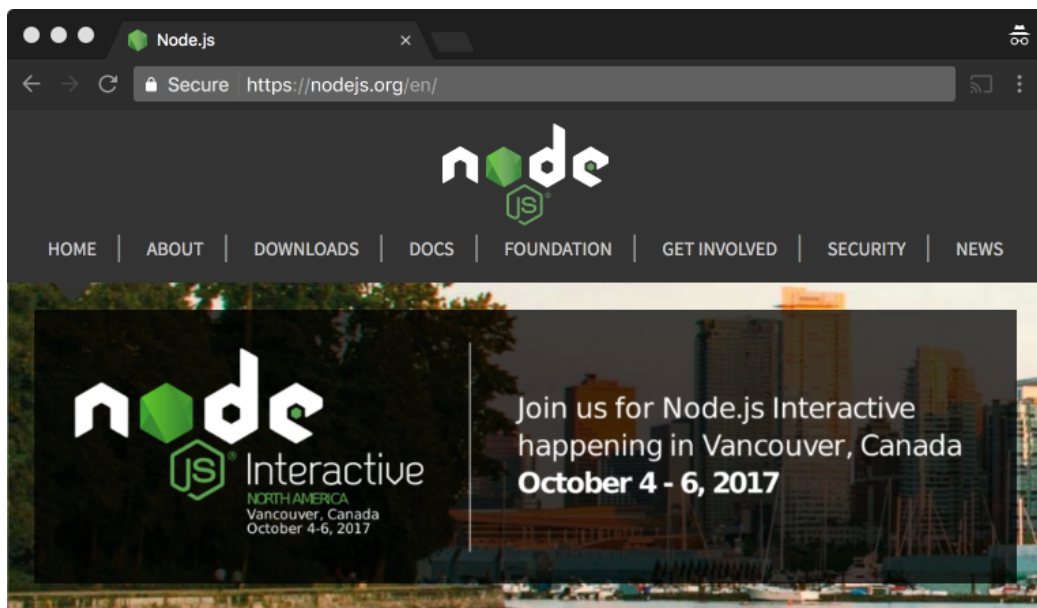 Node.js
Secure https://nodejs.org/en/
node
JS
HOME ABOUT DOWNLOADS DOCS FOUNDATION GET INVOLVED SECURITY NEWS
node
JS Interactive
NORTH AMERICA
Vancouver, Canada
October 4-6, 2017
Join us for Node.js Interactive
happening in Vancouver, Canada
October 4 - 6, 2017